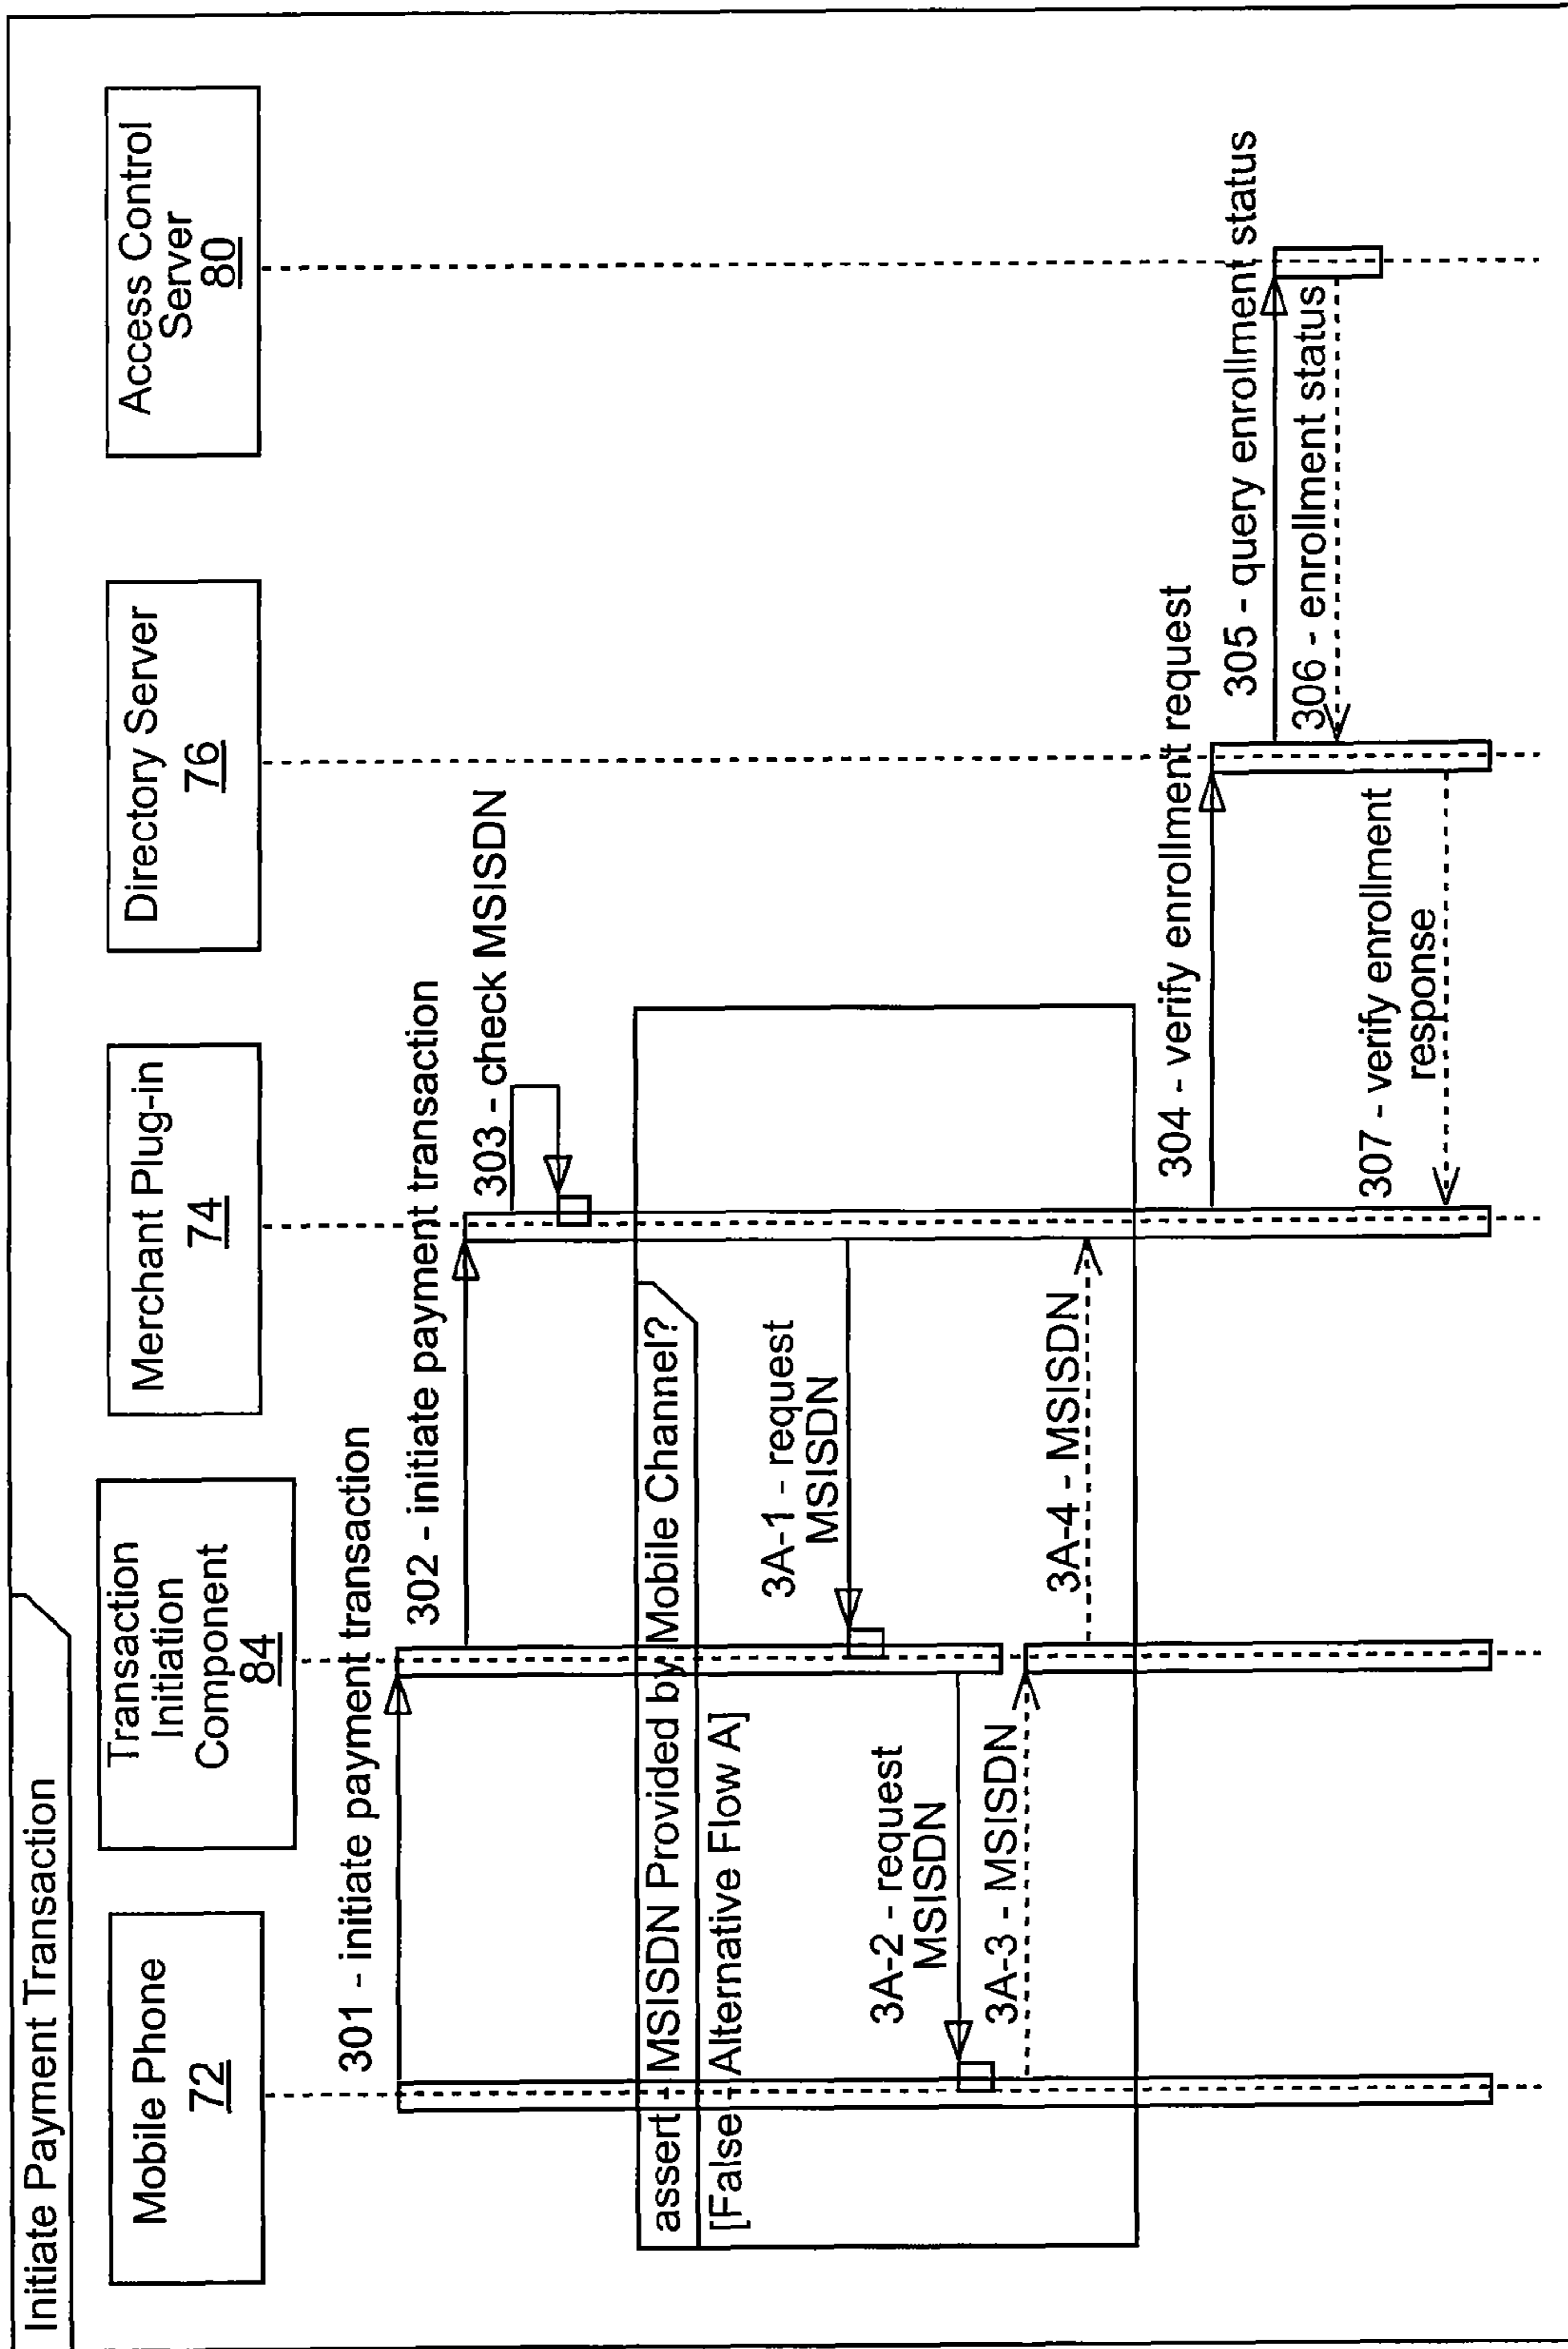 Initiate Payment Transaction
Mobile Phone
72
Transaction
Initiation
Component
84
Merchant Plug-in
74
Directory Server
76
Access Control
Server
80
301 - initiate payment transaction
302 - initiate payment transaction
303 - check MSISDN
assert - MSISDN Provided by Mobile Channel?
[False - Alternative Flow A]
3A-1 - request
MSISDN
3A-2 - request
MSISDN
3A-3 - MSISDN
3A-4 - MSISDN
304 - verify enrollment request
305 - query enrollment status
306 - enrollment status
307 - verify enrollment
response